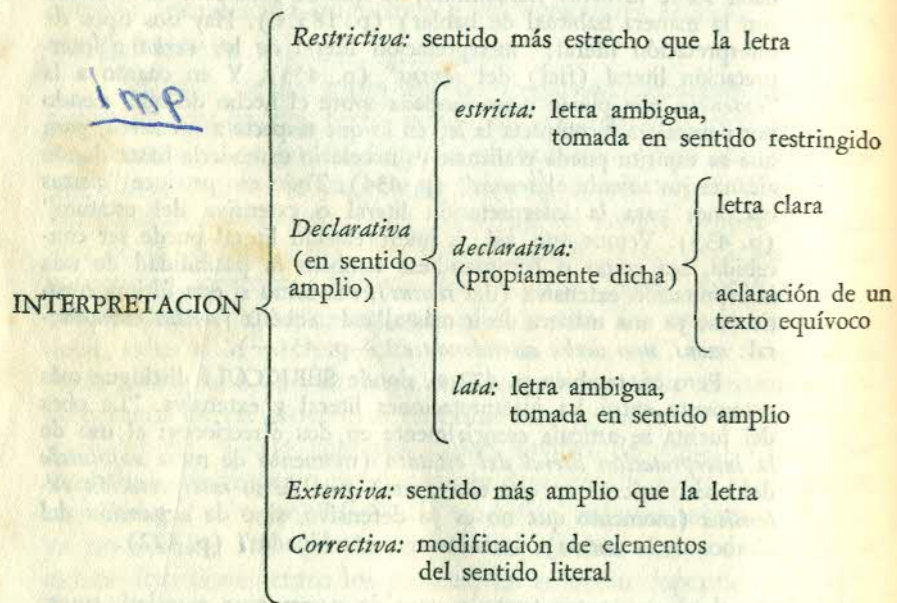 Restrictiva: sentido más estrecho que la letra
imp
estricta: letra ambigua,
tomada en sentido restringido
Declarativa
(en sentido
amplio)
declarativa:
(propiamente dicha)
letra clara
aclaración de un
texto equívoco
INTERPRETACION
lata: letra ambigua,
tomada en sentido amplio
Extensiva: sentido más amplio que la letra
Correctiva: modificación de elementos
del sentido literal